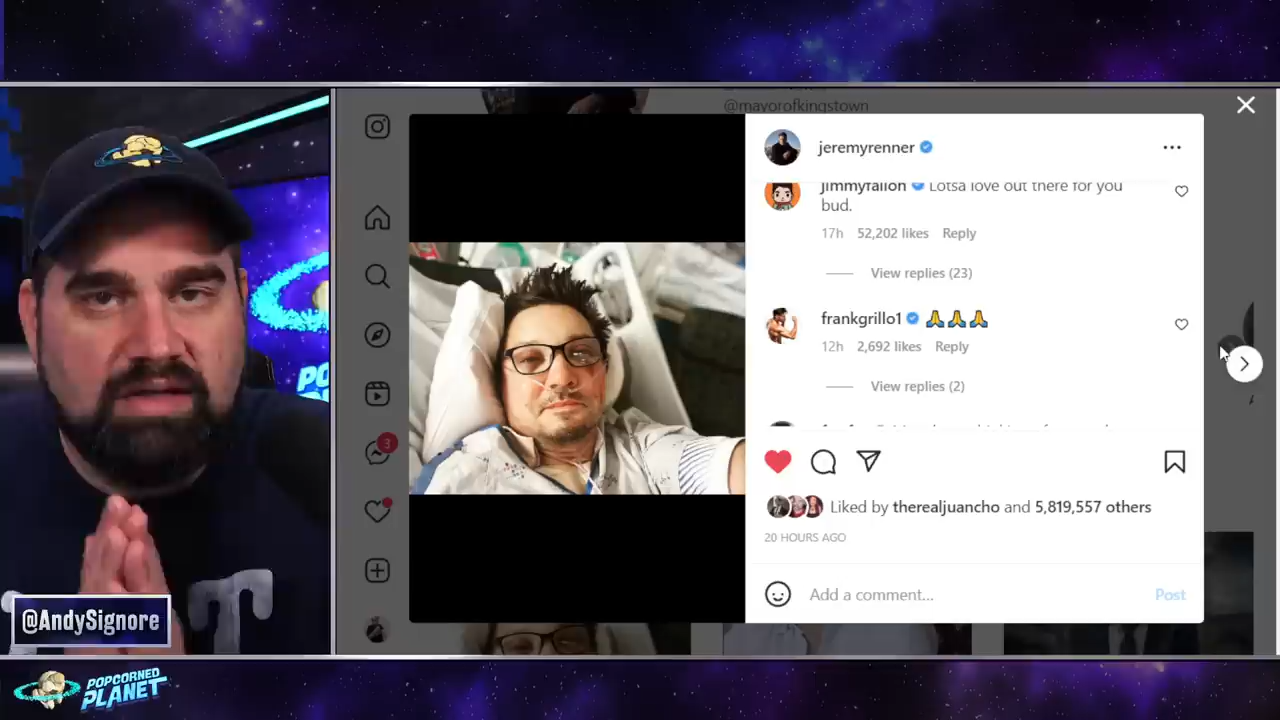 @mayorofkingstown
jeremyrenner
jimmyfallon Lotsa love out there for you
bud.
17h 52,202 likes Reply
View replies (23)
frankgrillo1 🙏🙏🙏
12h 2,692 likes Reply
View replies (2)
3
Liked by therealjuancho and 5,819,557 others
20 HOURS AGO
Add a comment... Post
@AndySignore
POPCORNED
PLANET